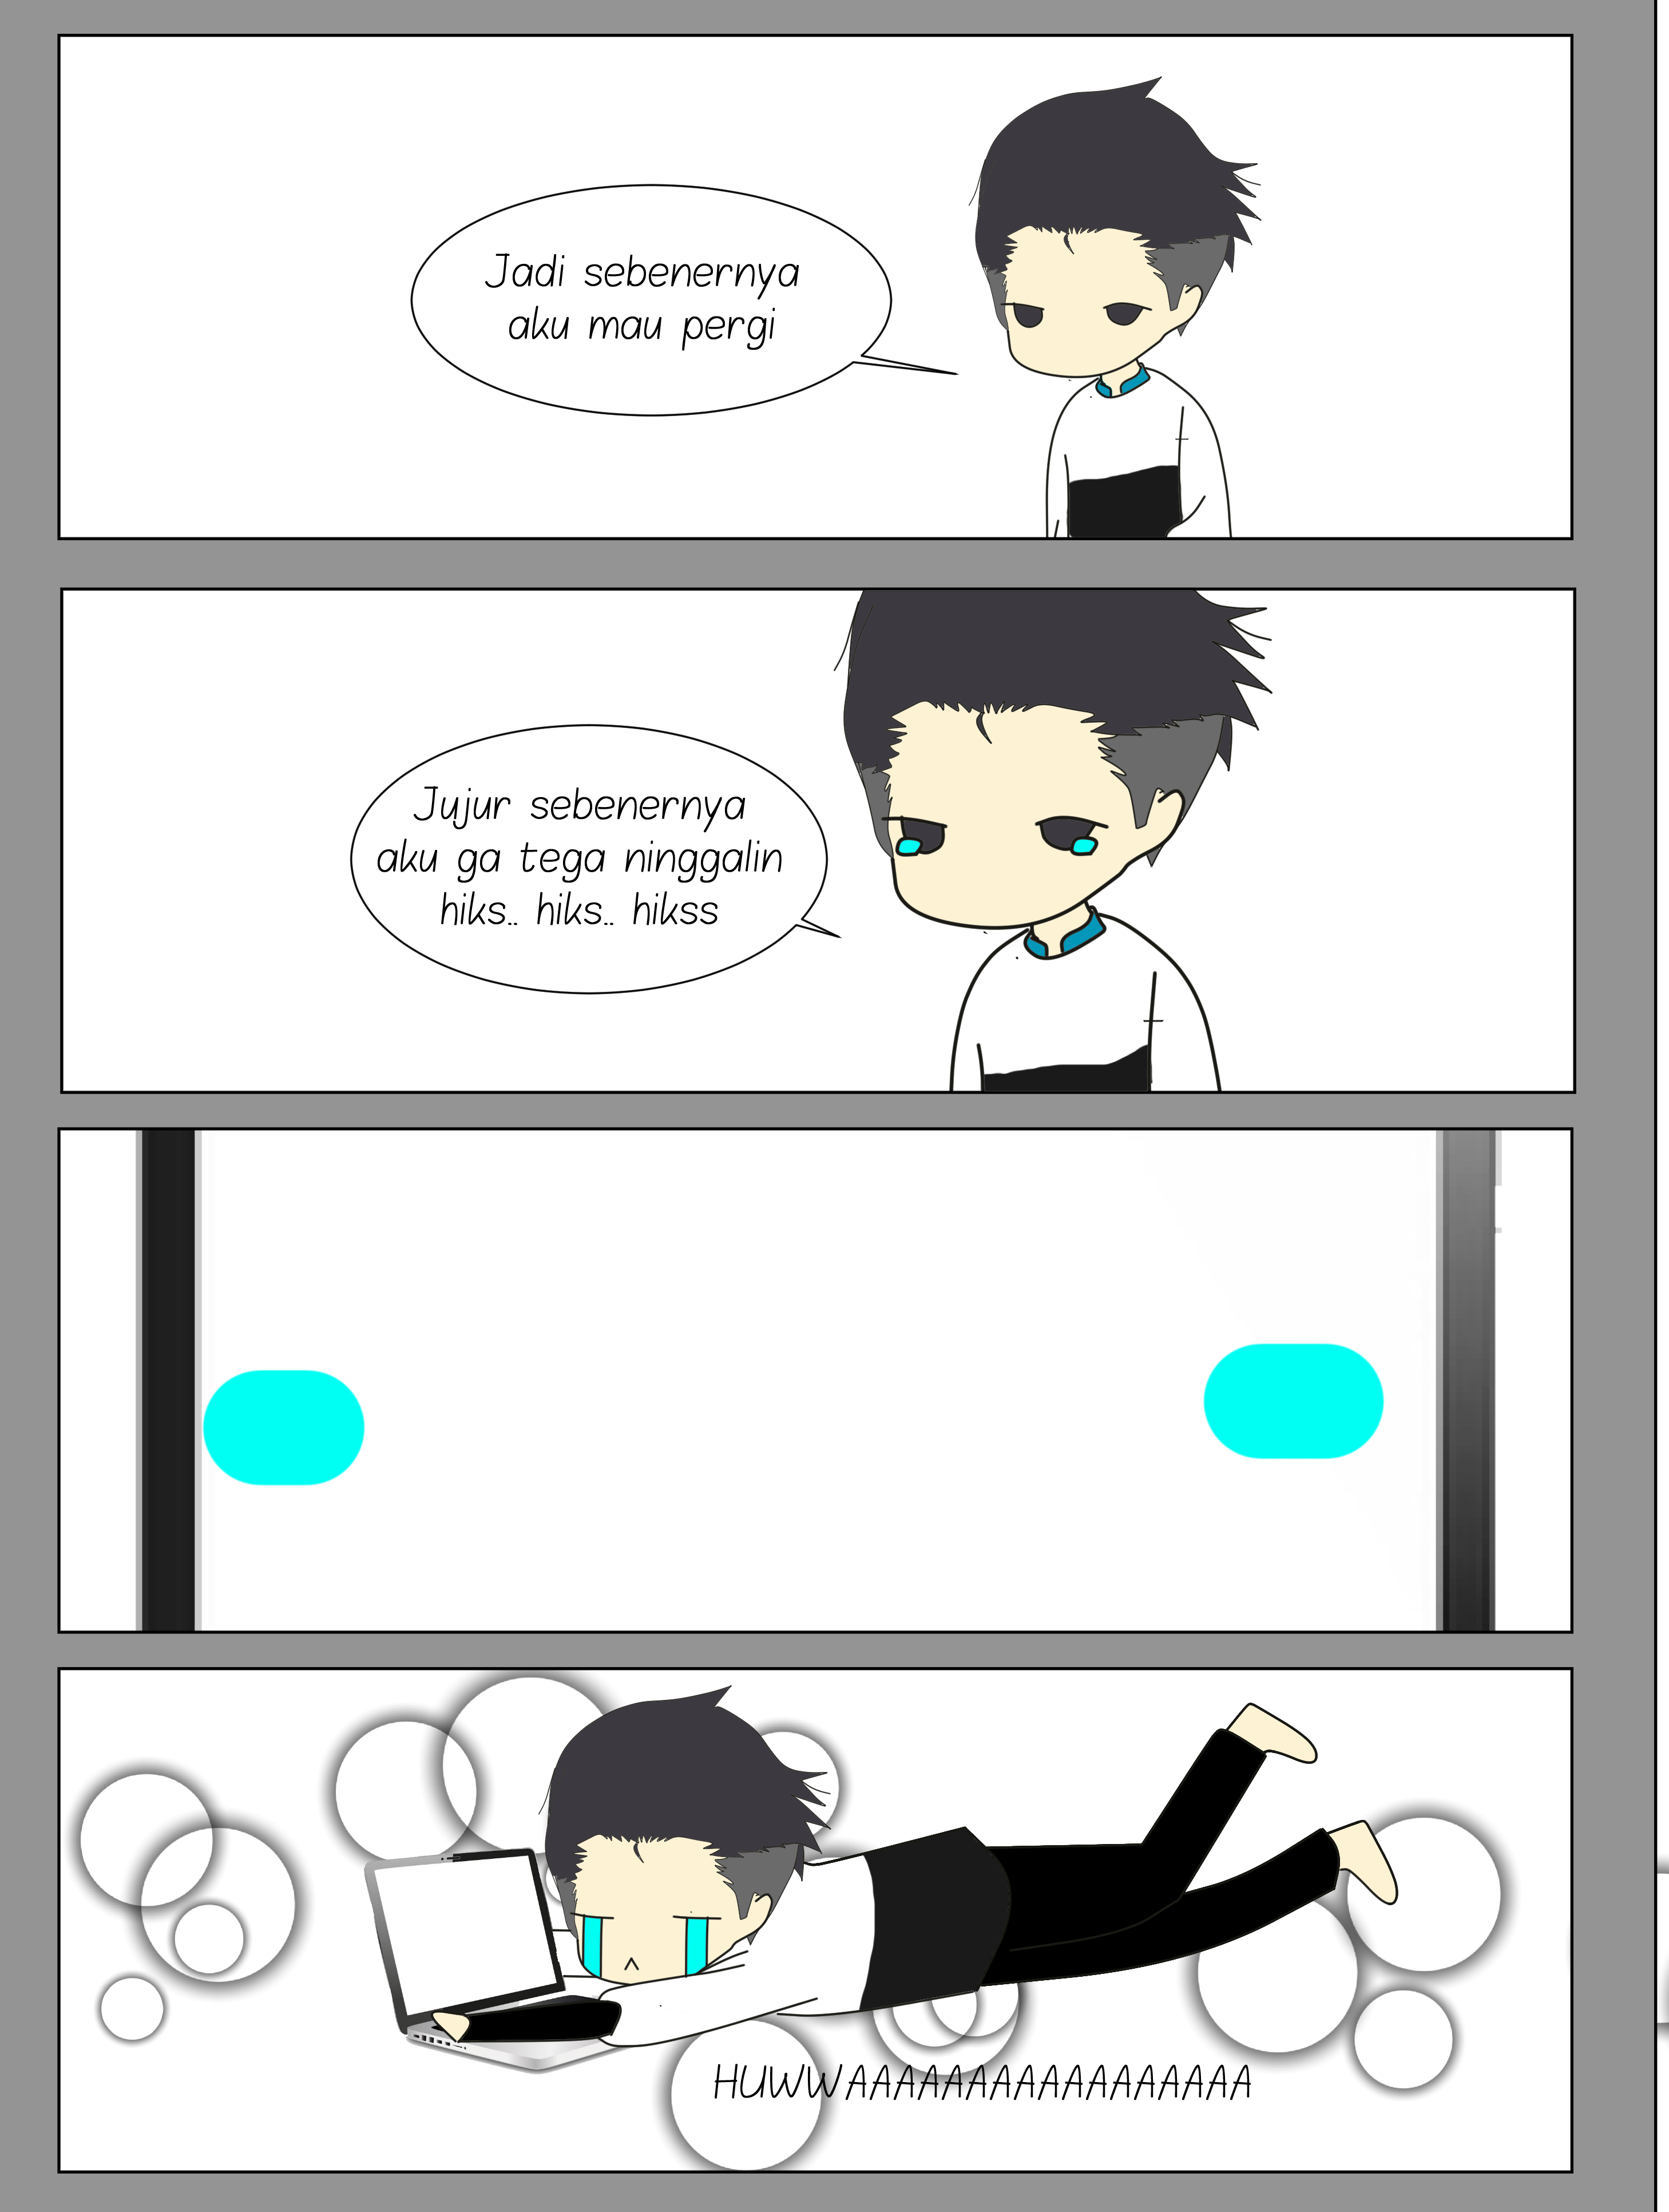 Jadi sebenernya
aku mau pergi
Jujur sebenernya
aku ga tega ninggalin
hiks.. hiks.. hikss
HUWWAAAAAAAAAAAAAAAAA